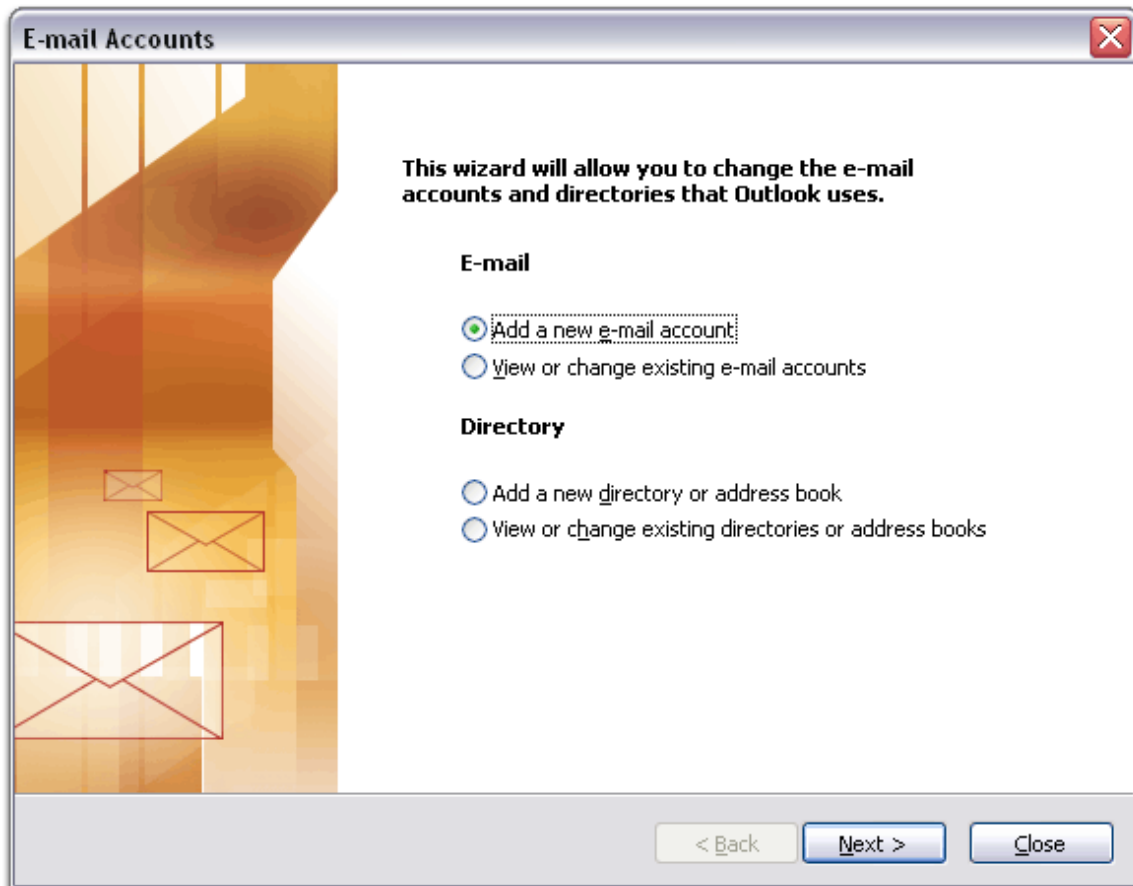 E-mail Accounts
This wizard will allow you to change the e-mail
accounts and directories that Outlook uses.
E-mail
Add a new e-mail account
View or change existing e-mail accounts
Directory
Add a new directory or address book
View or change existing directories or address books
< Back
Next >
Close